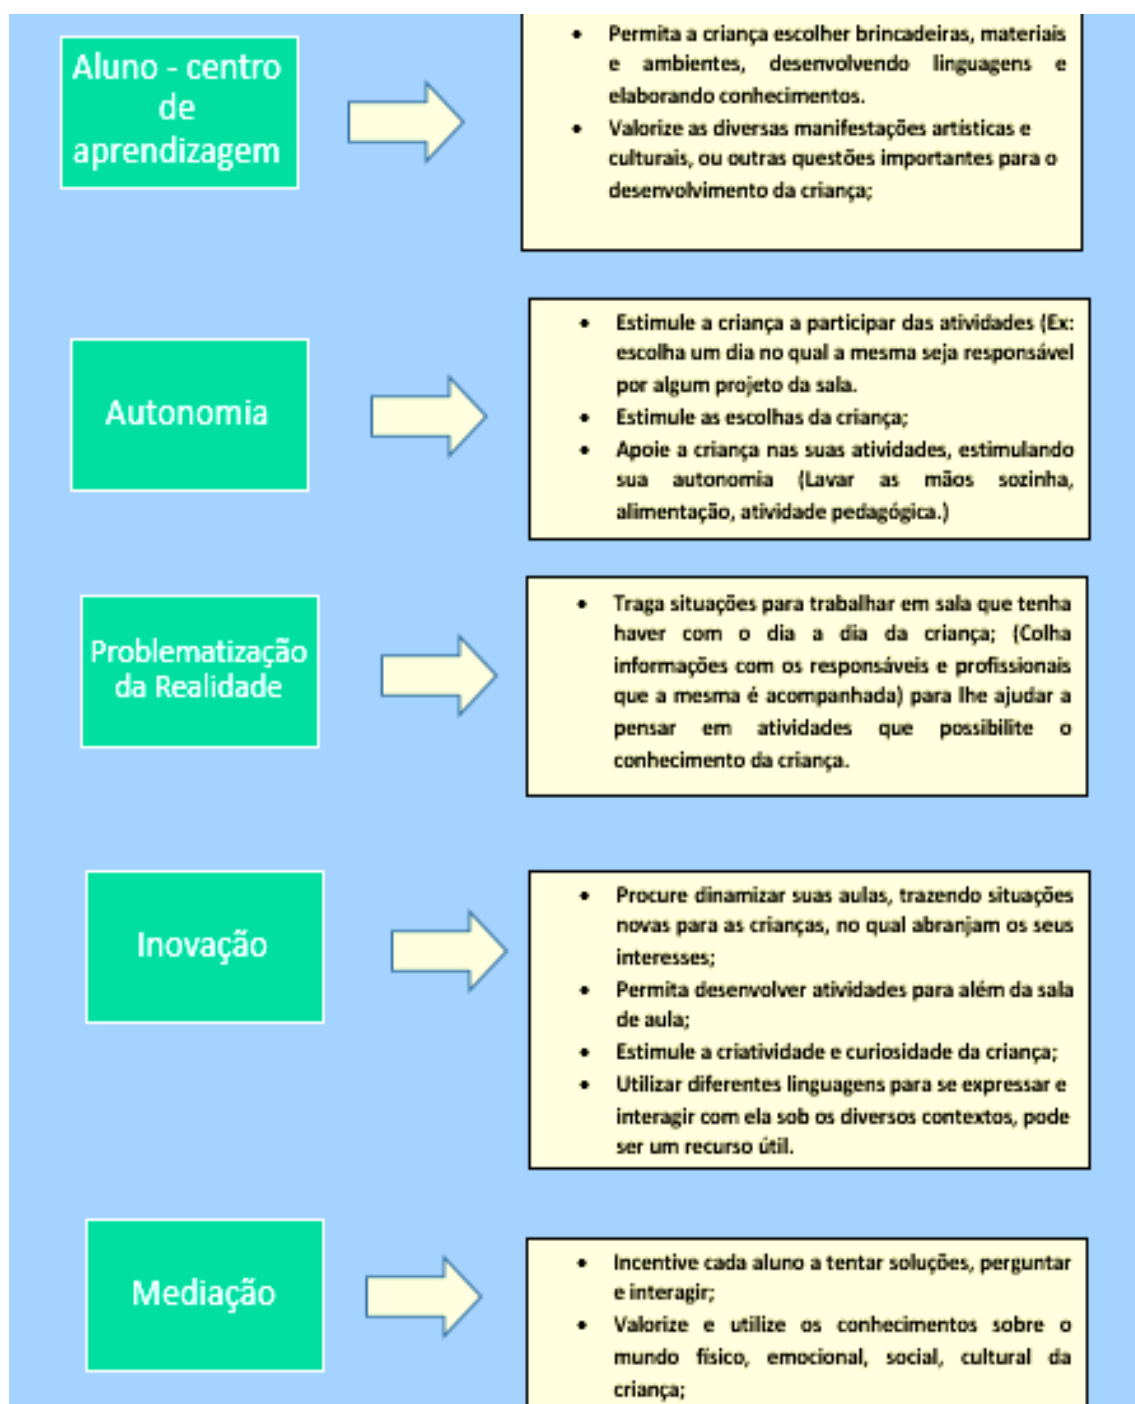 Aluno - centro
de
aprendizagem
• Permita a criança escolher brincadeiras, materiais
e ambientes, desenvolvendo linguagens e
elaborando conhecimentos.
• Valorize as diversas manifestações artísticas e
culturais, ou outras questões importantes para o
desenvolvimento da criança;
Autonomia
• Estimule a criança a participar das atividades (Ex:
escolha um dia no qual a mesma seja responsável
por algum projeto da sala.
• Estimule as escolhas da criança;
• Apoie a criança nas suas atividades, estimulando
sua autonomia (Lavar as mãos sozinha,
alimentação, atividade pedagógica.)
Problematização
da Realidade
• Traga situações para trabalhar em sala que tenha
haver com o dia a dia da criança; (Colha
informações com os responsáveis e profissionais
que a mesma é acompanhada) para lhe ajudar a
pensar em atividades que possibilite o
conhecimento da criança.
Inovação
• Procure dinamizar suas aulas, trazendo situações
novas para as crianças, no qual abranjam os seus
interesses;
• Permita desenvolver atividades para além da sala
de aula;
• Estimule a criatividade e curiosidade da criança;
• Utilizar diferentes linguagens para se expressar e
interagir com ela sob os diversos contextos, pode
ser um recurso útil.
Mediação
• Incentive cada aluno a tentar soluções, perguntar
e interagir;
• Valorize e utilize os conhecimentos sobre o
mundo físico, emocional, social, cultural da
criança;